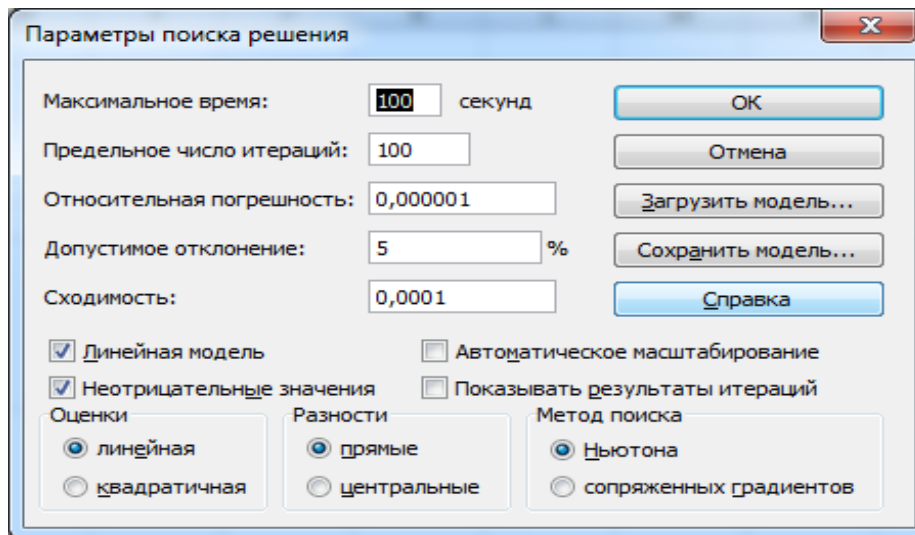 Параметры поиска решения
Максимальное время: 100 секунд OK
Предельное число итераций: 100 Отмена
Относительная погрешность: 0,000001 Загрузить модель...
Допустимое отклонение: 5 % Сохранить модель...
Сходимость: 0,0001 Справка
Линейная модель Автоматическое масштабирование
Неотрицательные значения Показывать результаты итераций
Оценки Разности Метод поиска
линейная прямые Ньютона
квадратичная центральные сопряженных градиентов